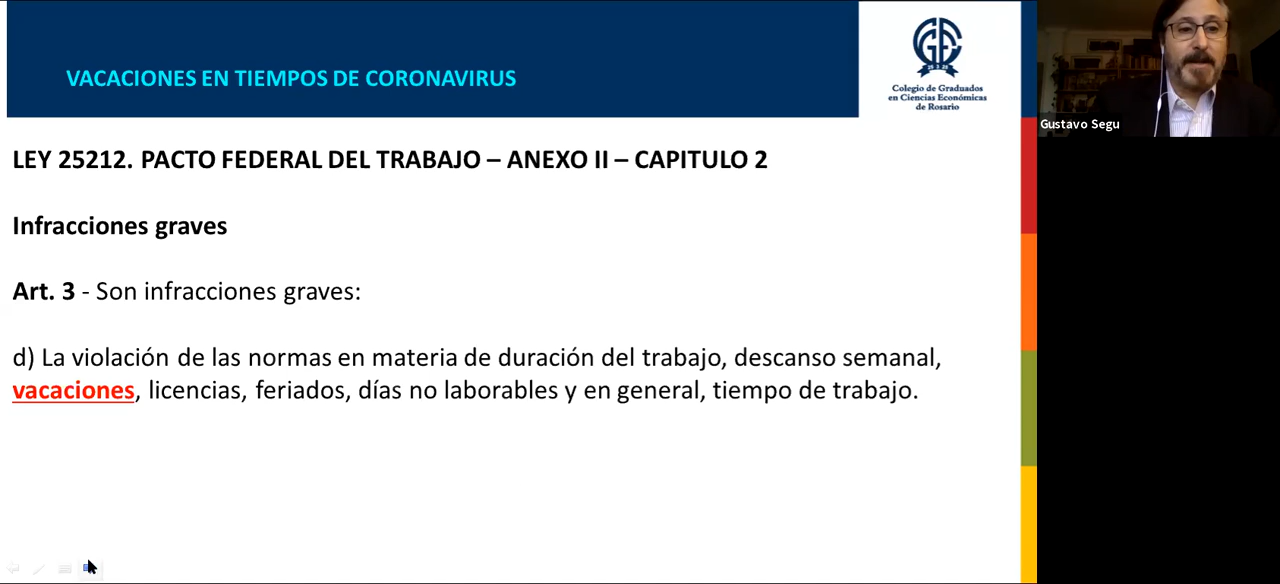 VACACIONES EN TIEMPOS DE CORONAVIRUS
CGE
Colegio de Graduados
en Ciencias Económicas
de Rosario
Gustavo Segu
LEY 25212. PACTO FEDERAL DEL TRABAJO – ANEXO II – CAPITULO 2
Infracciones graves
Art. 3 - Son infracciones graves:
d) La violación de las normas en materia de duración del trabajo, descanso semanal,
vacaciones, licencias, feriados, días no laborables y en general, tiempo de trabajo.